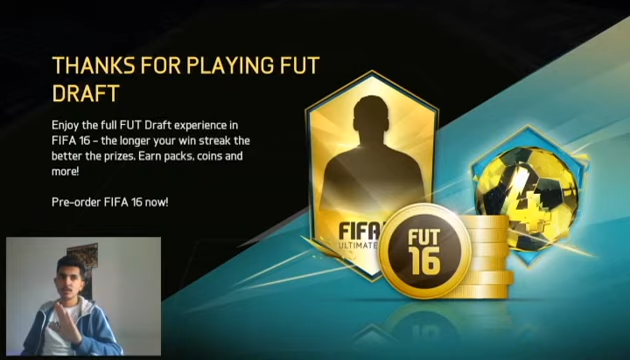 THANKS FOR PLAYING FUT
DRAFT
Enjoy the full FUT Draft experience in
FIFA 16 – the longer your win streak the
better the prizes. Earn packs, coins and
more!
Pre-order FIFA 16 now!
FIFA
ULTIMATE
FUT
16
4